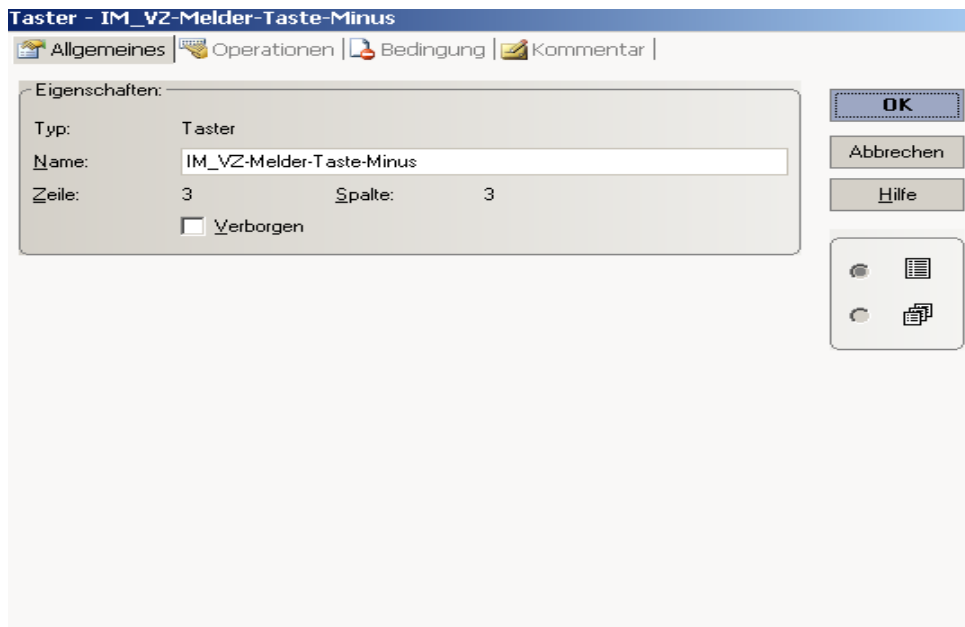 Taster - IM_VZ-Melder-Taste-Minus
Allgemeines Operationen Bedingung Kommentar
Eigenschaften:
Typ: Taster
Name: IM_VZ-Melder-Taste-Minus
Zeile: 3 Spalte: 3
Verborgen
OK
Abbrechen
Hilfe